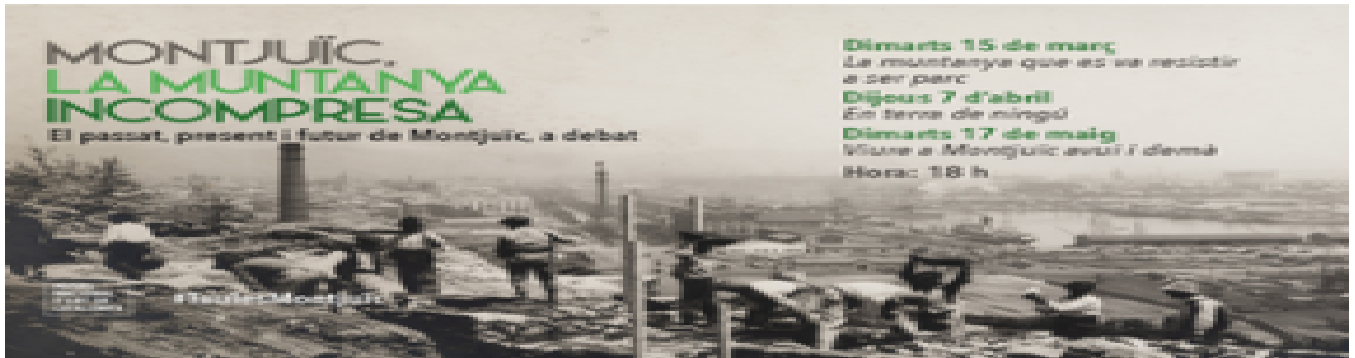 MONTJUÏC,
LA MUNTANYA
INCOMPRESA
El passat, present i futur de Montjuïc, a debat
Dimarts 15 de març
La muntanya que es va resistir
a ser parc
Dijous 7 d'abril
En terra de ningú
Dimarts 17 de maig
Viure a Montjuïc avui i demà
Hora: 18 h